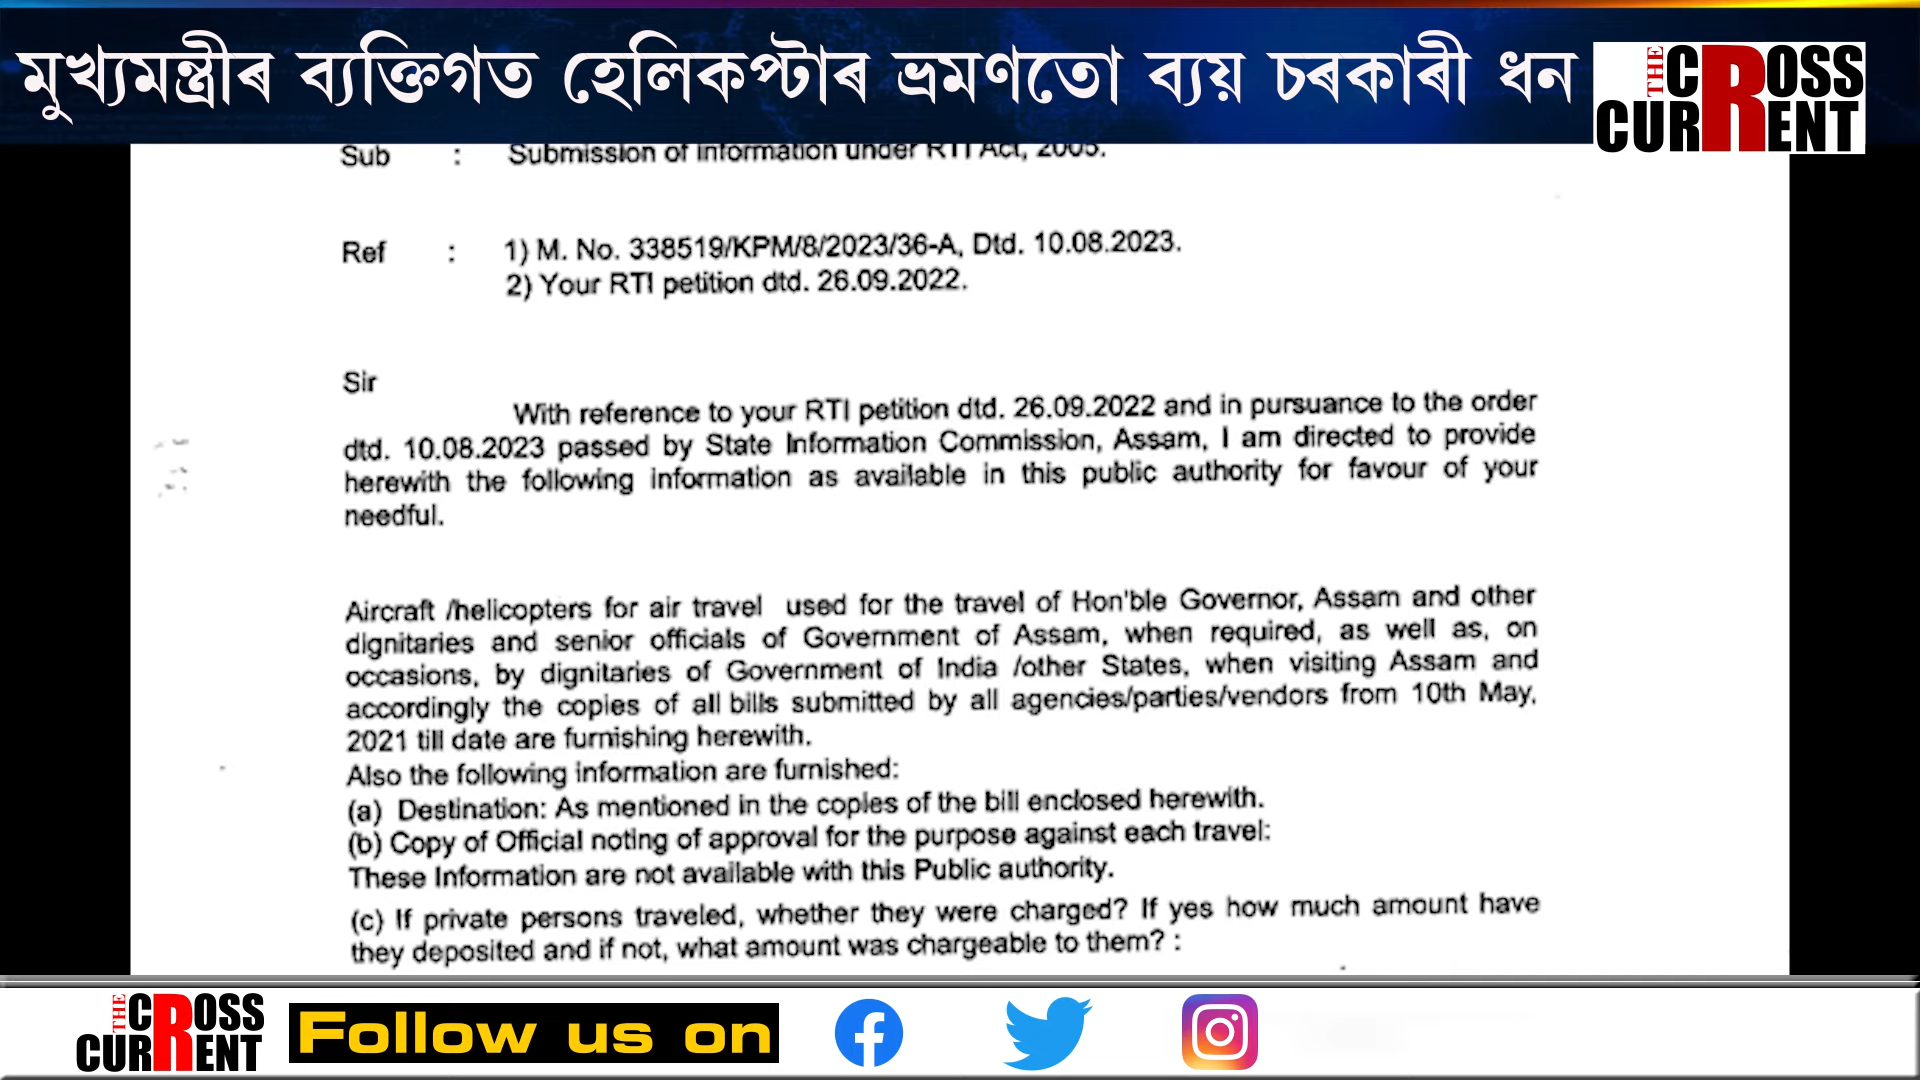 মুখ্যমন্ত্ৰীৰ ব্যক্তিগত হেলিকপ্টাৰ ভ্ৰমণতো ব্যয় চৰকাৰী ধন
THE CROSS CURRENT
Sub : Submission of Information under RTI Act, 2005.
Ref : 1) M. No. 338519/KPM/8/2023/36-A, Dtd. 10.08.2023.
2) Your RTI petition dtd. 26.09.2022.
Sir
With reference to your RTI petition dtd. 26.09.2022 and in pursuance to the order
dtd. 10.08.2023 passed by State Information Commission, Assam, I am directed to provide
herewith the following information as available in this public authority for favour of your
needful.
Aircraft /helicopters for air travel used for the travel of Hon'ble Governor, Assam and other
dignitaries and senior officials of Government of Assam, when required, as well as, on
occasions, by dignitaries of Government of India /other States, when visiting Assam and
accordingly the copies of all bills submitted by all agencies/parties/vendors from 10th May,
2021 till date are furnishing herewith.
Also the following information are furnished:
(a) Destination: As mentioned in the copies of the bill enclosed herewith.
(b) Copy of Official noting of approval for the purpose against each travel:
These Information are not available with this Public authority.
(c) If private persons traveled, whether they were charged? If yes how much amount have
they deposited and if not, what amount was chargeable to them? :
THE CROSS CURRENT
Follow us on